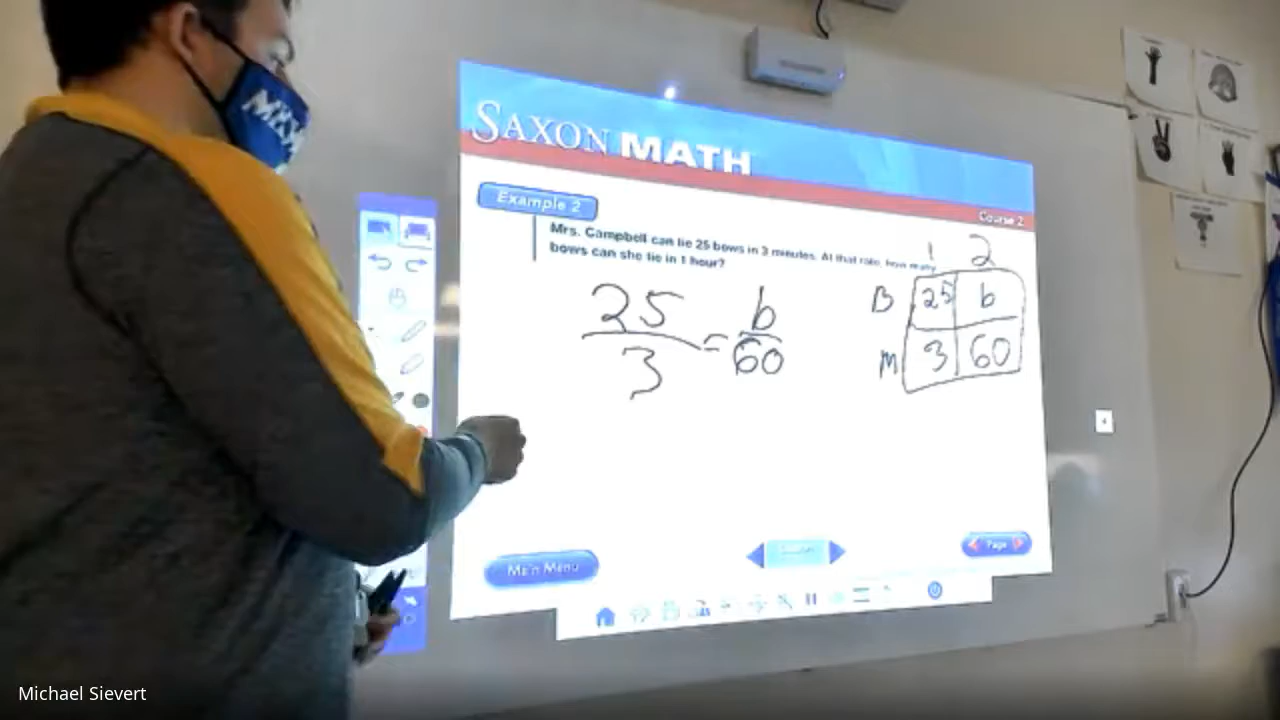 SAXON MATH
Course 2
Example 2
Mrs. Campbell can tie 25 bows in 3 minutes. At that rate, how many
bows can she tie in 1 hour?
1 2
B 25 b
M 3 60
25 = b
3 60
Main Menu
Page
Michael Sievert